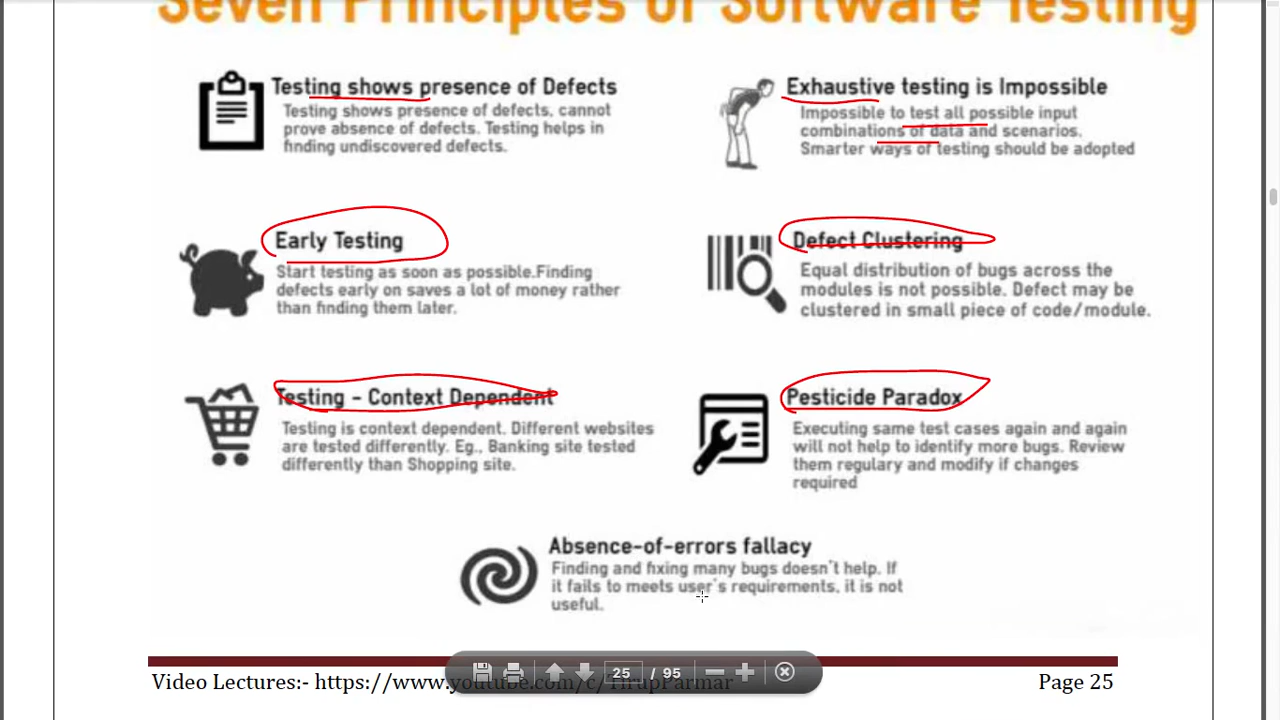 Seven Principles of Software Testing
Testing shows presence of Defects
Testing shows presence of defects, cannot
prove absence of defects. Testing helps in
finding undiscovered defects.
Exhaustive testing is Impossible
Impossible to test all possible input
combinations of data and scenarios.
Smarter ways of testing should be adopted
Early Testing
Start testing as soon as possible.Finding
defects early on saves a lot of money rather
than finding them later.
Defect Clustering
Equal distribution of bugs across the
modules is not possible. Defect may be
clustered in small piece of code/module.
Testing - Context Dependent
Testing is context dependent. Different websites
are tested differently. Eg., Banking site tested
differently than Shopping site.
Pesticide Paradox
Executing same test cases again and again
will not help to identify more bugs. Review
them regulary and modify if changes
required
Absence-of-errors fallacy
Finding and fixing many bugs doesn't help. If
it fails to meets user's requirements, it is not
useful.
25 / 95
Video Lectures:- https://www.youtube.com/c/TirupParmar
Page 25